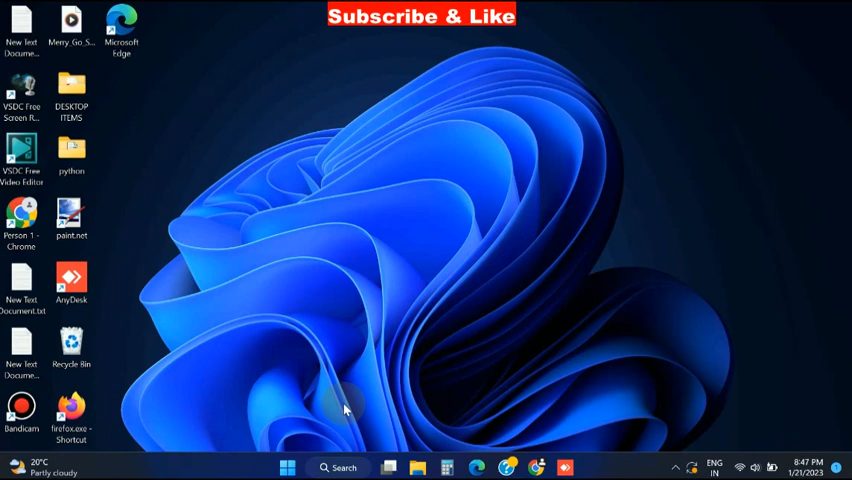 Subscribe & Like
New Text
Docume...
Merry_Go_S...
Microsoft
Edge
VSDC Free
Screen R...
DESKTOP
ITEMS
VSDC Free
Video Editor
python
Person 1 -
Chrome
paint.net
New Text
Document.txt
AnyDesk
New Text
Docume...
Recycle Bin
Bandicam
firefox.exe -
Shortcut
20°C
Partly cloudy
Search
ENG
IN
8:47 PM
1/21/2023
1